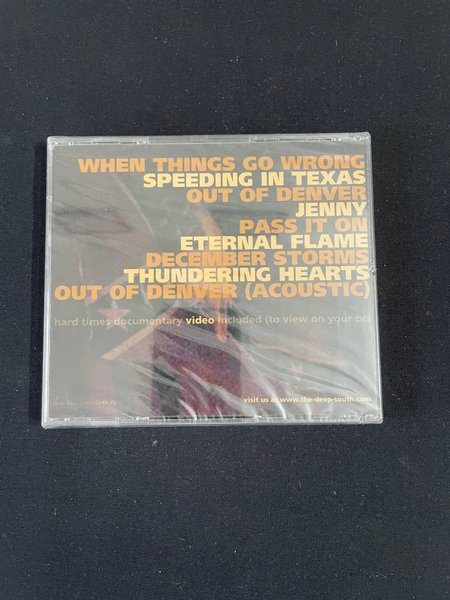 WHEN THINGS GO WRONG
SPEEDING IN TEXAS
OUT OF DENVER
JENNY
PASS IT ON
ETERNAL FLAME
DECEMBER STORMS
THUNDERING HEARTS
OUT OF DENVER (ACOUSTIC)
hard times documentary video included (to view on your pc)
visit us at www.the-deep-south.com